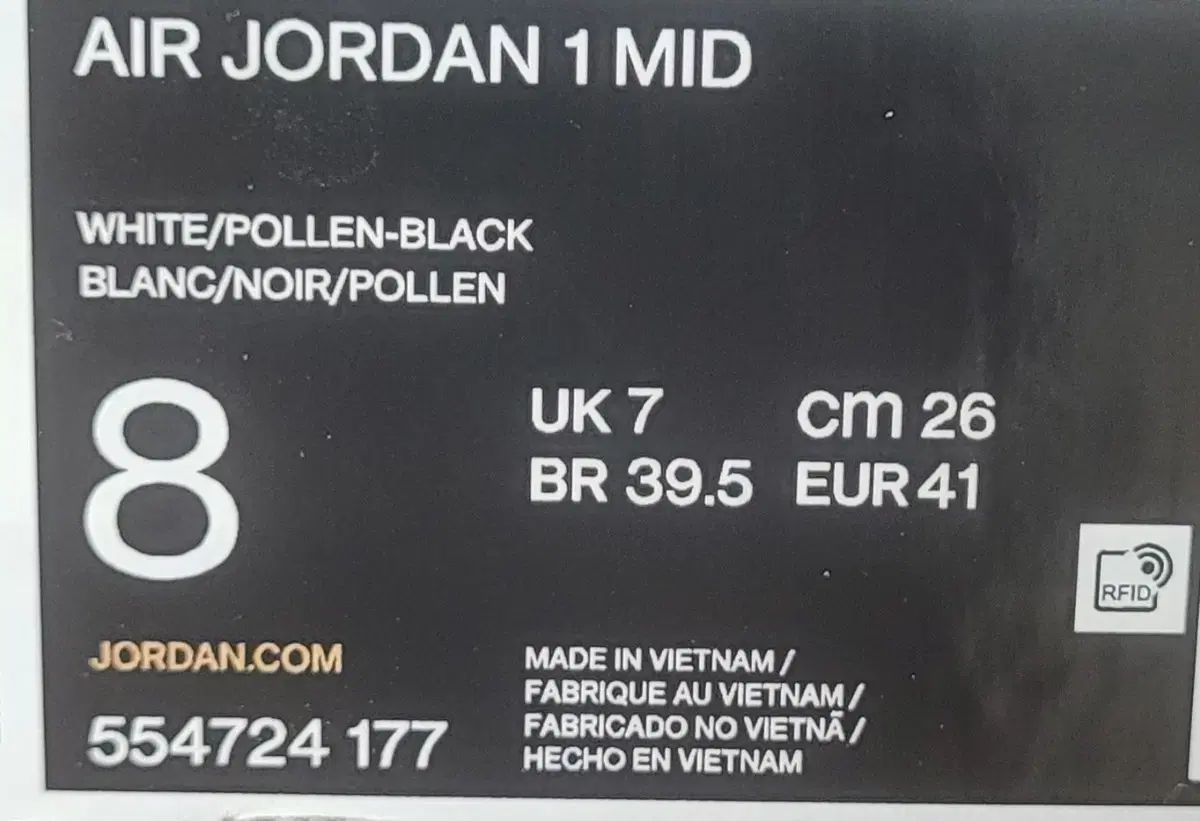 AIR JORDAN 1 MID
WHITE/POLLEN-BLACK
BLANC/NOIR/POLLEN
8
UK 7 cm 26
BR 39.5 EUR 41
RFID
JORDAN.COM
554724 177
MADE IN VIETNAM /
FABRIQUE AU VIETNAM /
FABRICADO NO VIETNÃ /
HECHO EN VIETNAM